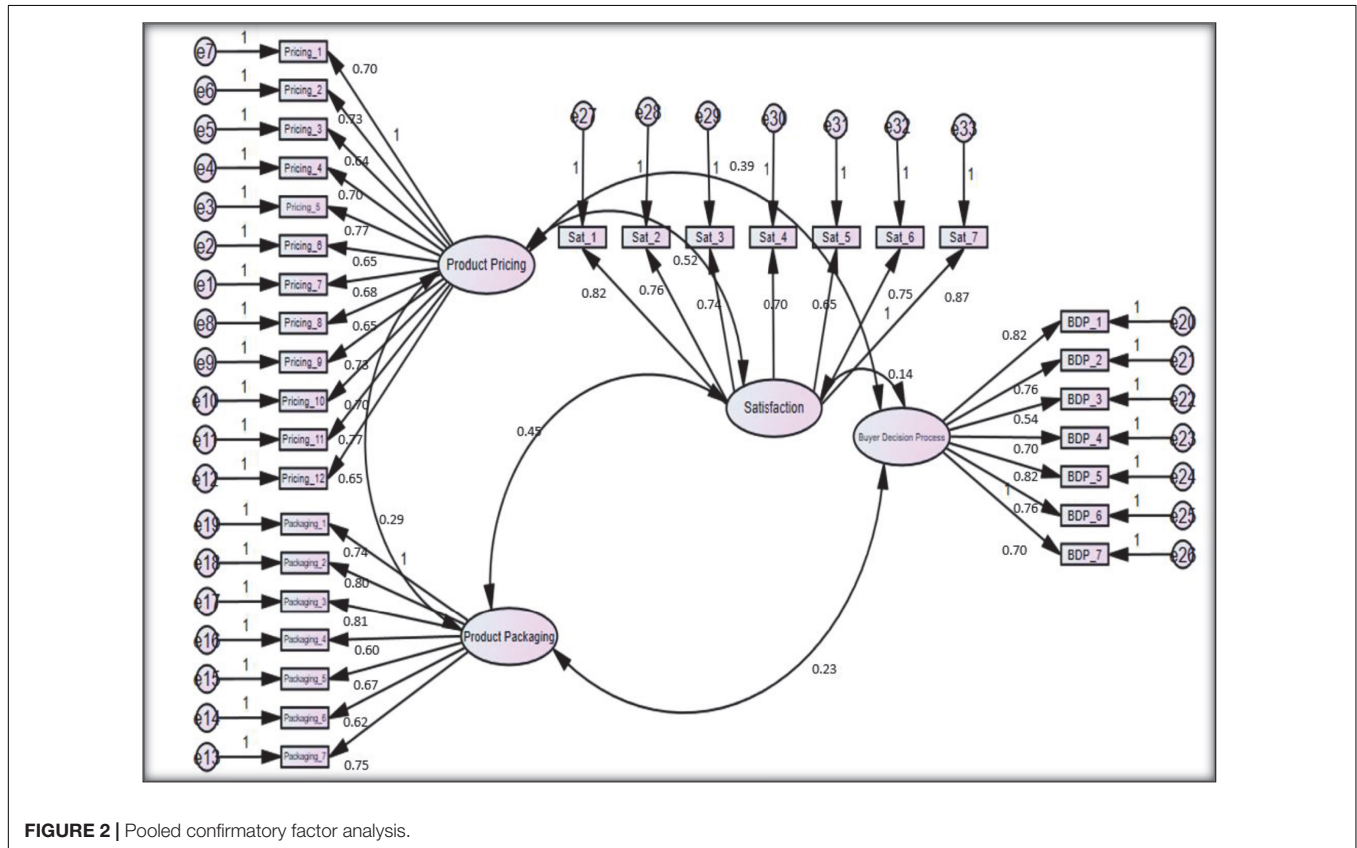 e7 1 Pricing_1 0.70
e6 1 Pricing_2 0.73
e5 1 Pricing_3 1 0.64
e4 1 Pricing_4 0.70
e3 1 Pricing_5 0.77
e2 1 Pricing_6 0.65
e1 1 Pricing_7 0.68
e8 1 Pricing_8 0.65
e9 1 Pricing_9 0.73
e10 1 Pricing_10 0.70
e11 1 Pricing_11 0.77
e12 1 Pricing_12 0.65
Product Pricing
e27 e28 e29 e30 e31 e32 e33
1 1 1 0.39 1 1 1 1
Sat_1 Sat_2 Sat_3 Sat_4 Sat_5 Sat_6 Sat_7
0.52
0.82 0.76 0.74 0.70 0.65 0.75 1 0.87
Satisfaction
0.14
Buyer Decision Process
0.82 BDP_1 1 e20
0.76 BDP_2 1 e21
0.54 BDP_3 1 e22
0.70 BDP_4 1 e23
0.82 BDP_5 1 e24
1 0.76 BDP_6 1 e25
0.70 BDP_7 1 e26
0.45
0.29
0.23
e19 1 Packaging_1 0.74 1
e18 1 Packaging_2 0.80
e17 1 Packaging_3 0.81
e16 1 Packaging_4 0.60
e15 1 Packaging_5 0.67
e14 1 Packaging_6 0.62
e13 1 Packaging_7 0.75
Product Packaging
FIGURE 2 | Pooled confirmatory factor analysis.